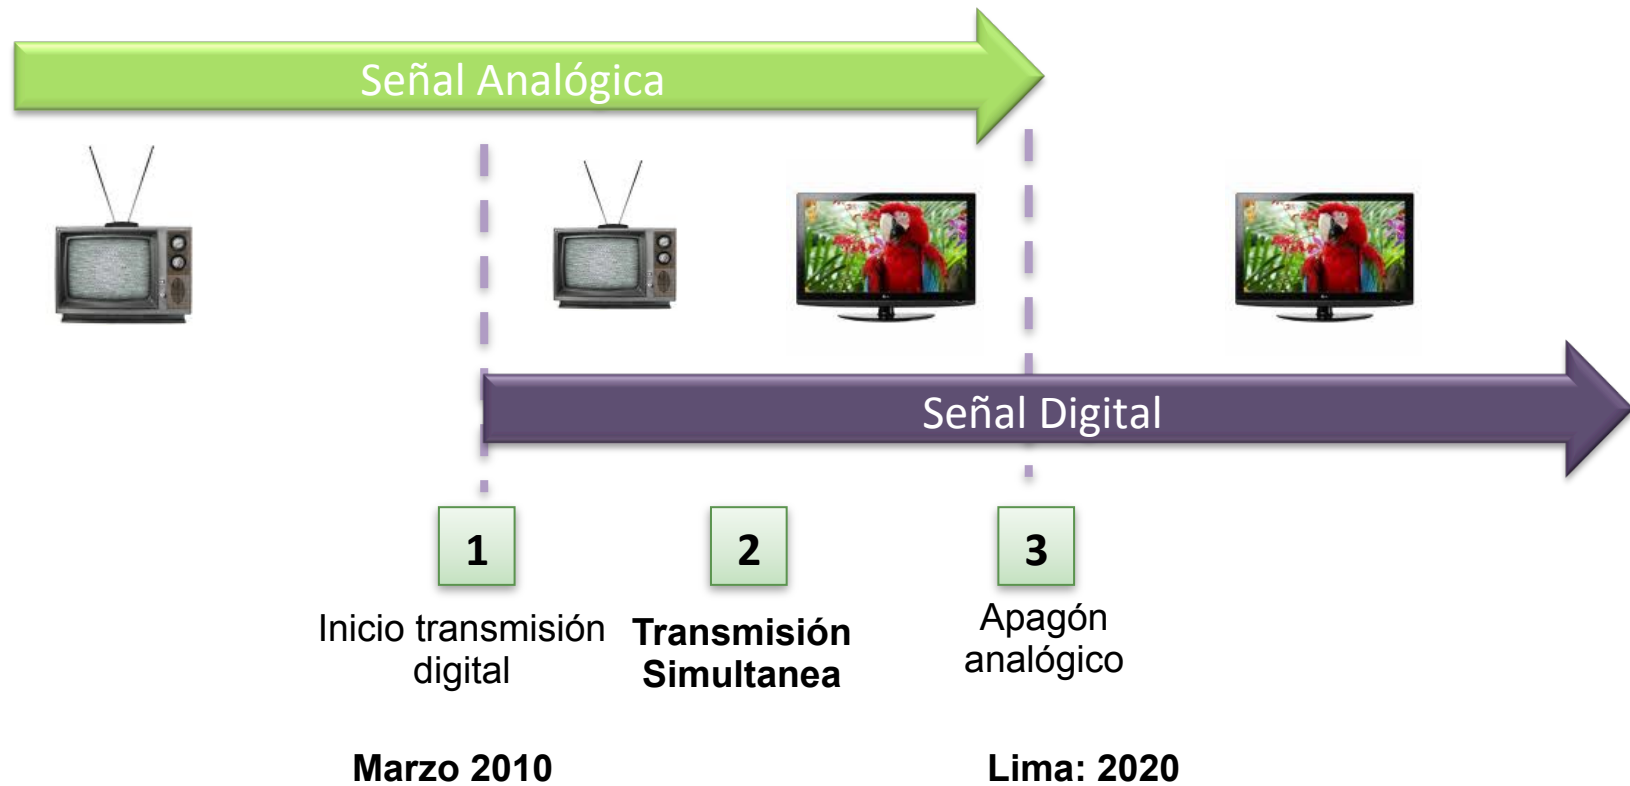 Señal Analógica
Señal Digital
1
2
3
Inicio transmisión
digital
Transmisión
Simultanea
Apagón
analógico
Marzo 2010
Lima: 2020